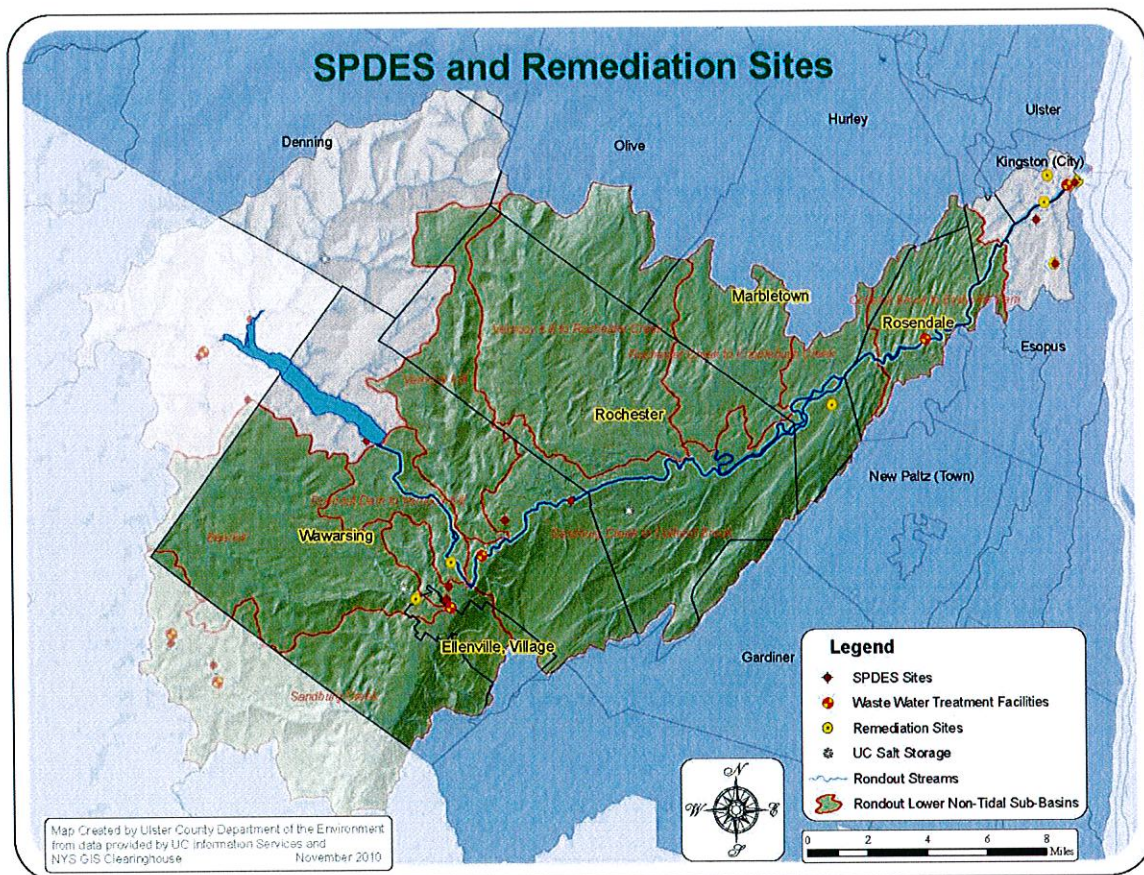 SPDES and Remediation Sites
Ulster
Hurley
Denning
Olive
Kingston (City)
Marbletown
Rosendale
Esopus
Rochester
New Paltz (Town)
Wawarsing
Ellenville, Village
Gardiner
Legend
SPDES Sites
Waste Water Treatment Facilities
Remediation Sites
UC Salt Storage
Rondout Streams
Rondout Lower Non-Tidal Sub-Basins
N
W E
S
0 2 4 6 8
Miles
Map Created by Ulster County Department of the Environment
from data provided by UC Information Services and
NYS GIS Clearinghouse November 2010